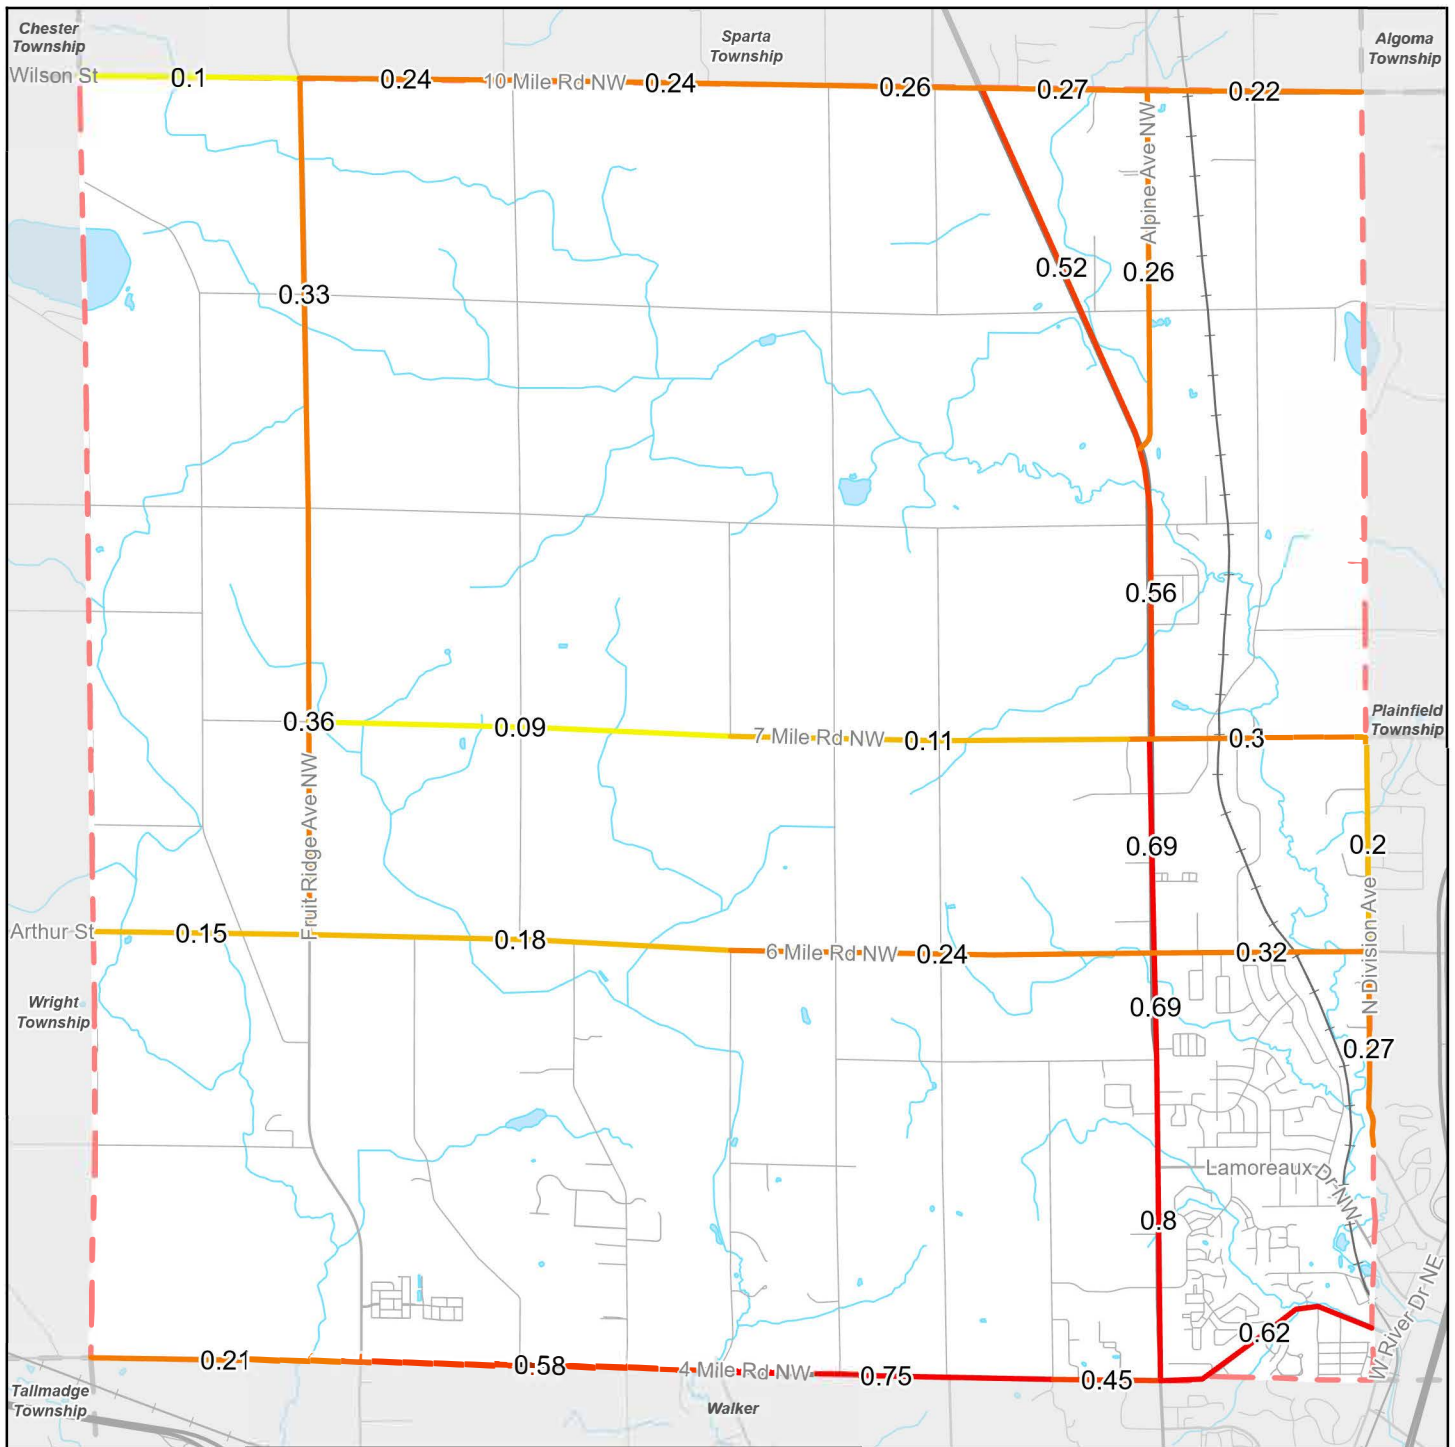 Chester
Township
Sparta
Township
Algoma
Township
Wilson St
0.1
0.24
10 Mile Rd NW
0.24
0.26
0.27
0.22
Alpine Ave NW
0.33
0.52
0.26
0.56
0.36
0.09
7 Mile Rd NW
0.11
0.3
Plainfield
Township
Fruit Ridge Ave NW
0.69
0.2
N Division Ave
Arthur St
0.15
0.18
6 Mile Rd NW
0.24
0.32
Wright
Township
0.69
0.27
Lamoreaux Dr NW
0.8
W River Dr NE
0.62
0.21
0.58
4 Mile Rd NW
0.75
0.45
Tallmadge
Township
Walker